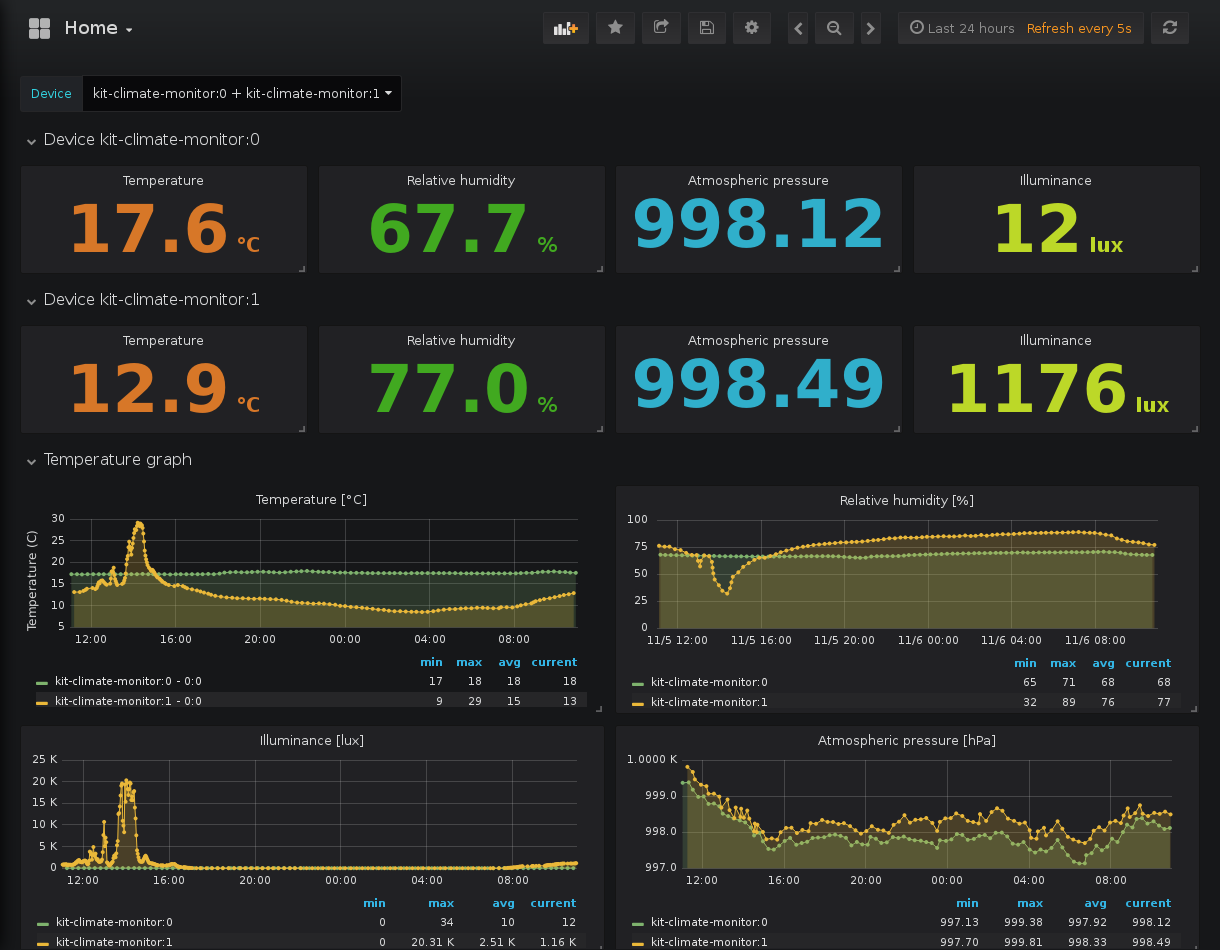 Home
Last 24 hours Refresh every 5s
Device kit-climate-monitor:0 + kit-climate-monitor:1
Device kit-climate-monitor:0
Temperature Relative humidity Atmospheric pressure Illuminance
17.6 °C 67.7 % 998.12 12 lux
Device kit-climate-monitor:1
Temperature Relative humidity Atmospheric pressure Illuminance
12.9 °C 77.0 % 998.49 1176 lux
Temperature graph
Temperature [°C]
Temperature (C)
30
25
20
15
10
5
12:00 16:00 20:00 00:00 04:00 08:00
min max avg current
kit-climate-monitor:0 - 0:0 17 18 18 18
kit-climate-monitor:1 - 0:0 9 29 15 13
Relative humidity [%]
100
75
50
25
0
11/5 12:00 11/5 16:00 11/5 20:00 11/6 00:00 11/6 04:00 11/6 08:00
min max avg current
kit-climate-monitor:0 65 71 68 68
kit-climate-monitor:1 32 89 76 77
Illuminance [lux]
25 K
20 K
15 K
10 K
5 K
0
12:00 16:00 20:00 00:00 04:00 08:00
min max avg current
kit-climate-monitor:0 0 34 10 12
kit-climate-monitor:1 0 20.31 K 2.51 K 1.16 K
Atmospheric pressure [hPa]
1.0000 K
999.0
998.0
997.0
12:00 16:00 20:00 00:00 04:00 08:00
min max avg current
kit-climate-monitor:0 997.13 999.38 997.92 998.12
kit-climate-monitor:1 997.70 999.81 998.33 998.49